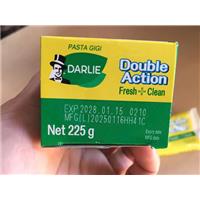 PASTA GIGI
DARLIE
Double
Action
Fresh + Clean
EXP 2028.01.15 0210
MFG(L)20250116HH41C
Net 225 g